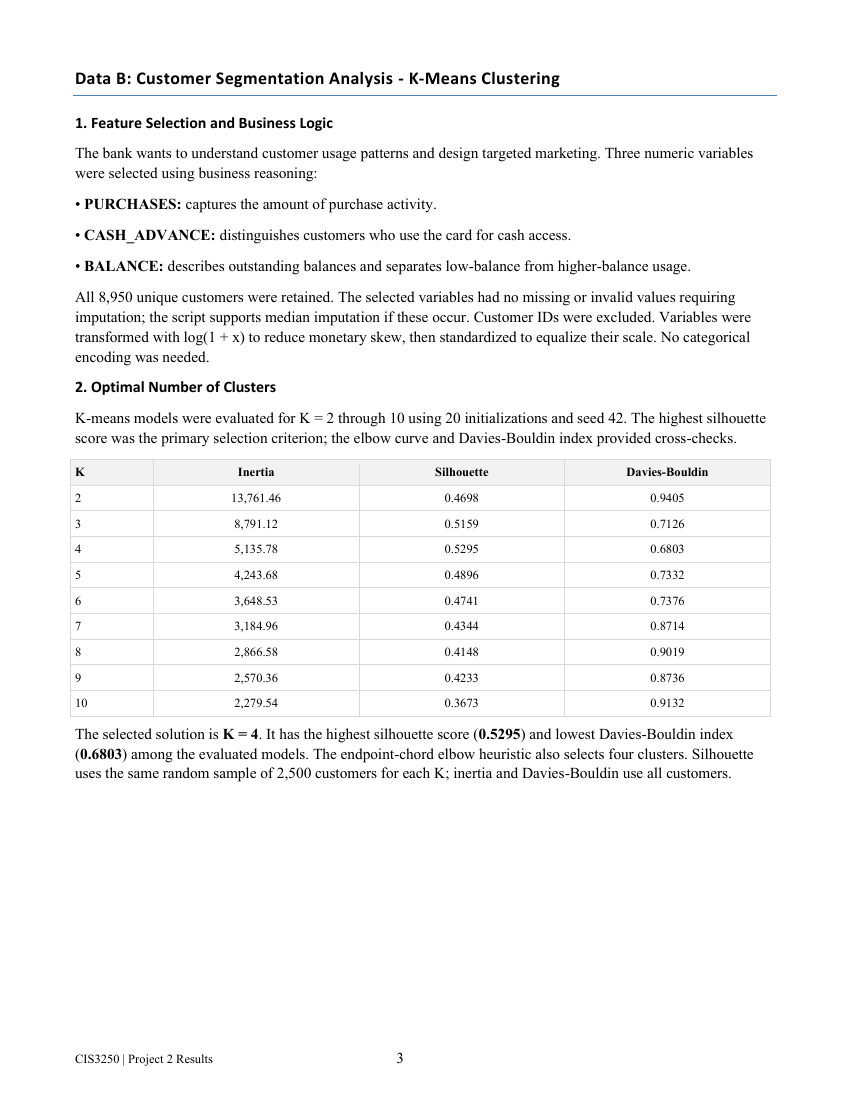 Data B: Customer Segmentation Analysis - K-Means Clustering
1. Feature Selection and Business Logic
The bank wants to understand customer usage patterns and design targeted marketing. Three numeric variables
were selected using business reasoning:
• PURCHASES: captures the amount of purchase activity.
• CASH_ADVANCE: distinguishes customers who use the card for cash access.
• BALANCE: describes outstanding balances and separates low-balance from higher-balance usage.
All 8,950 unique customers were retained. The selected variables had no missing or invalid values requiring
imputation; the script supports median imputation if these occur. Customer IDs were excluded. Variables were
transformed with log(1 + x) to reduce monetary skew, then standardized to equalize their scale. No categorical
encoding was needed.
2. Optimal Number of Clusters
K-means models were evaluated for K = 2 through 10 using 20 initializations and seed 42. The highest silhouette
score was the primary selection criterion; the elbow curve and Davies-Bouldin index provided cross-checks.
K Inertia Silhouette Davies-Bouldin
2 13,761.46 0.4698 0.9405
3 8,791.12 0.5159 0.7126
4 5,135.78 0.5295 0.6803
5 4,243.68 0.4896 0.7332
6 3,648.53 0.4741 0.7376
7 3,184.96 0.4344 0.8714
8 2,866.58 0.4148 0.9019
9 2,570.36 0.4233 0.8736
10 2,279.54 0.3673 0.9132
The selected solution is K = 4. It has the highest silhouette score (0.5295) and lowest Davies-Bouldin index
(0.6803) among the evaluated models. The endpoint-chord elbow heuristic also selects four clusters. Silhouette
uses the same random sample of 2,500 customers for each K; inertia and Davies-Bouldin use all customers.
CIS3250 | Project 2 Results 3